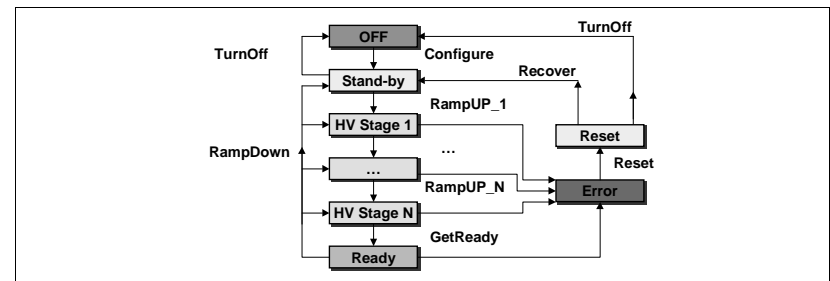 OFF
TurnOff
TurnOff
Configure
Recover
Stand-by
RampUP_1
HV Stage 1
Reset
RampDown
...
Reset
...
RampUP_N
Error
HV Stage N
GetReady
Ready